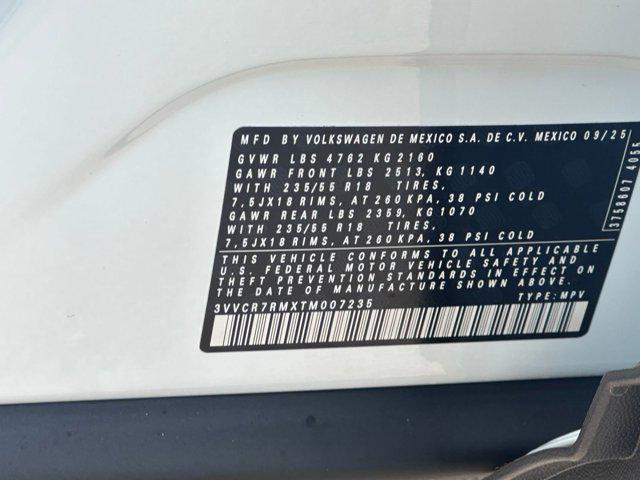 MFD BY VOLKSWAGEN DE MEXICO S.A. DE C.V. MEXICO 09/25
GVWR LBS 4762 KG 2160
GAWR FRONT LBS 2513, KG 1140
WITH 235/55 R18 TIRES,
7,5JX18 RIMS, AT 260 KPA, 38 PSI COLD
GAWR REAR LBS 2359, KG 1070
WITH 235/55 R18 TIRES,
7,5JX18 RIMS, AT 260 KPA, 38 PSI COLD
THIS VEHICLE CONFORMS TO ALL APPLICABLE
U.S. FEDERAL MOTOR VEHICLE SAFETY AND
THEFT PREVENTION STANDARDS IN EFFECT ON
THE DATE OF MANUFACTURE SHOWN ABOVE.
3VVCR7RMXTM007235 TYPE: MPV
3758607 4055